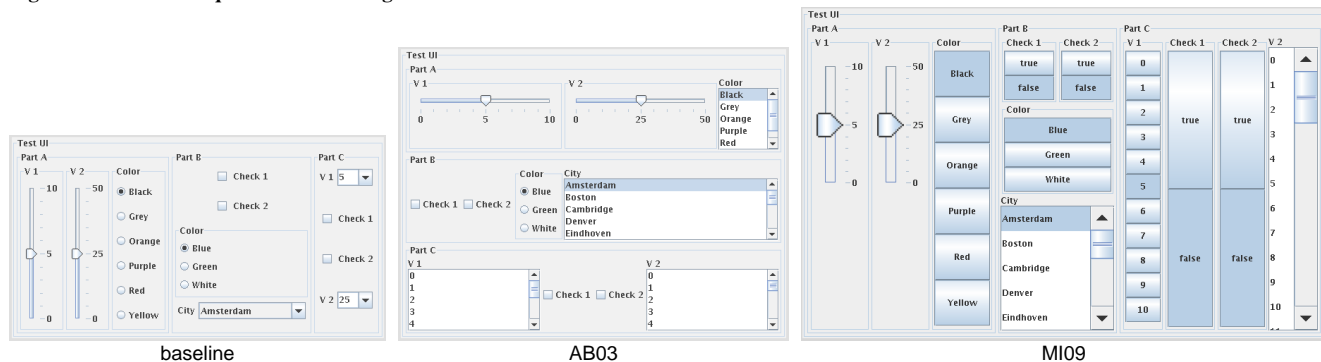 Test UI
Part A
V 1
V 2
Color
10
5
0
50
25
0
Black
Grey
Orange
Purple
Red
Yellow
Part B
Check 1
Check 2
Color
Blue
Green
White
City Amsterdam
Part C
V 1 5
Check 1
Check 2
V 2 25
baseline
Test UI
Part A
V 1
0 5 10
V 2
0 25 50
Color
Black
Grey
Orange
Purple
Red
Part B
Check 1 Check 2
Color
Blue
Green
White
City
Amsterdam
Boston
Cambridge
Denver
Eindhoven
Part C
V 1
0
1
2
3
4
Check 1 Check 2
V 2
0
1
2
3
4
AB03
Test UI
Part A
V 1
10
5
0
V 2
50
25
0
Color
Black
Grey
Orange
Purple
Red
Yellow
Part B
Check 1
true
false
Check 2
true
false
Color
Blue
Green
White
City
Amsterdam
Boston
Cambridge
Denver
Eindhoven
Part C
V 1
0
1
2
3
4
5
6
7
8
9
10
Check 1
true
false
Check 2
true
false
V 2
0
1
2
3
4
5
6
7
8
9
10
MI09